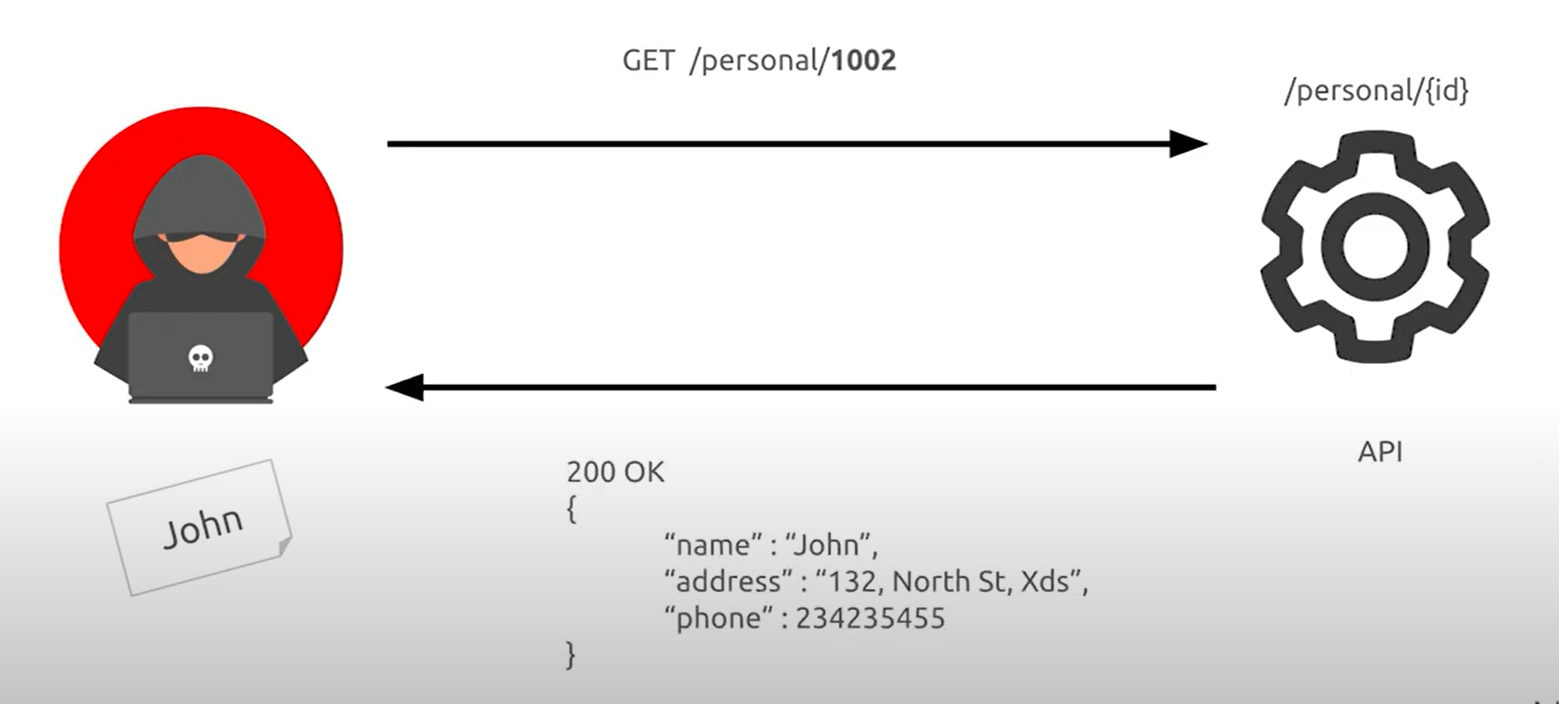 GET /personal/1002
/personal/{id}
API
John
200 OK
{
“name” : “John”,
“address” : “132, North St, Xds”,
“phone” : 234235455
}